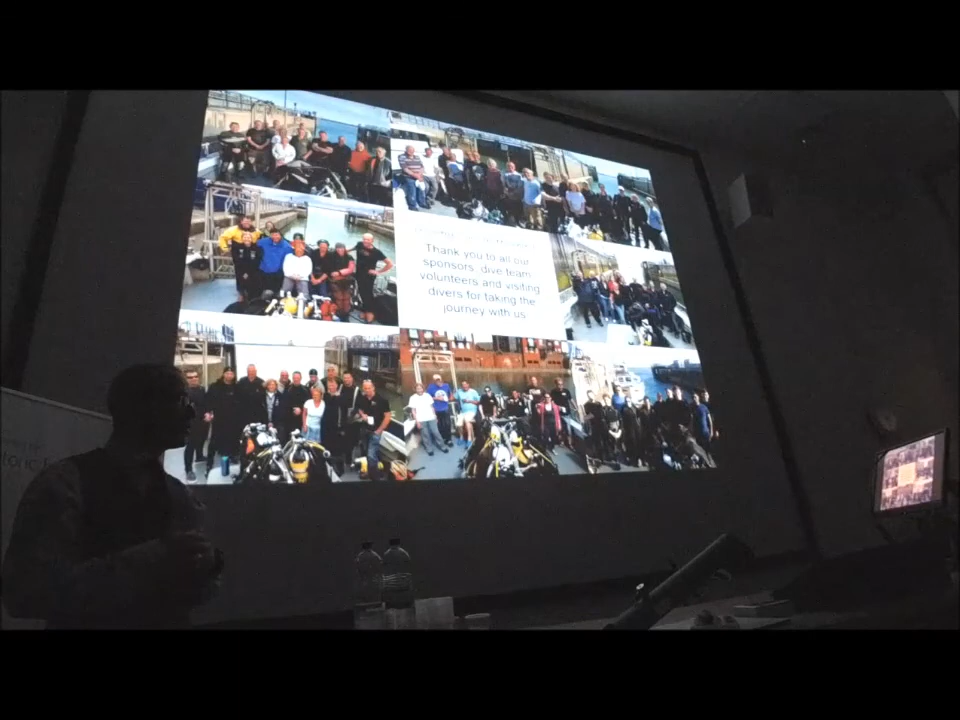 Thank you to all our
sponsors, dive team,
volunteers and visiting
divers for taking the
journey with us